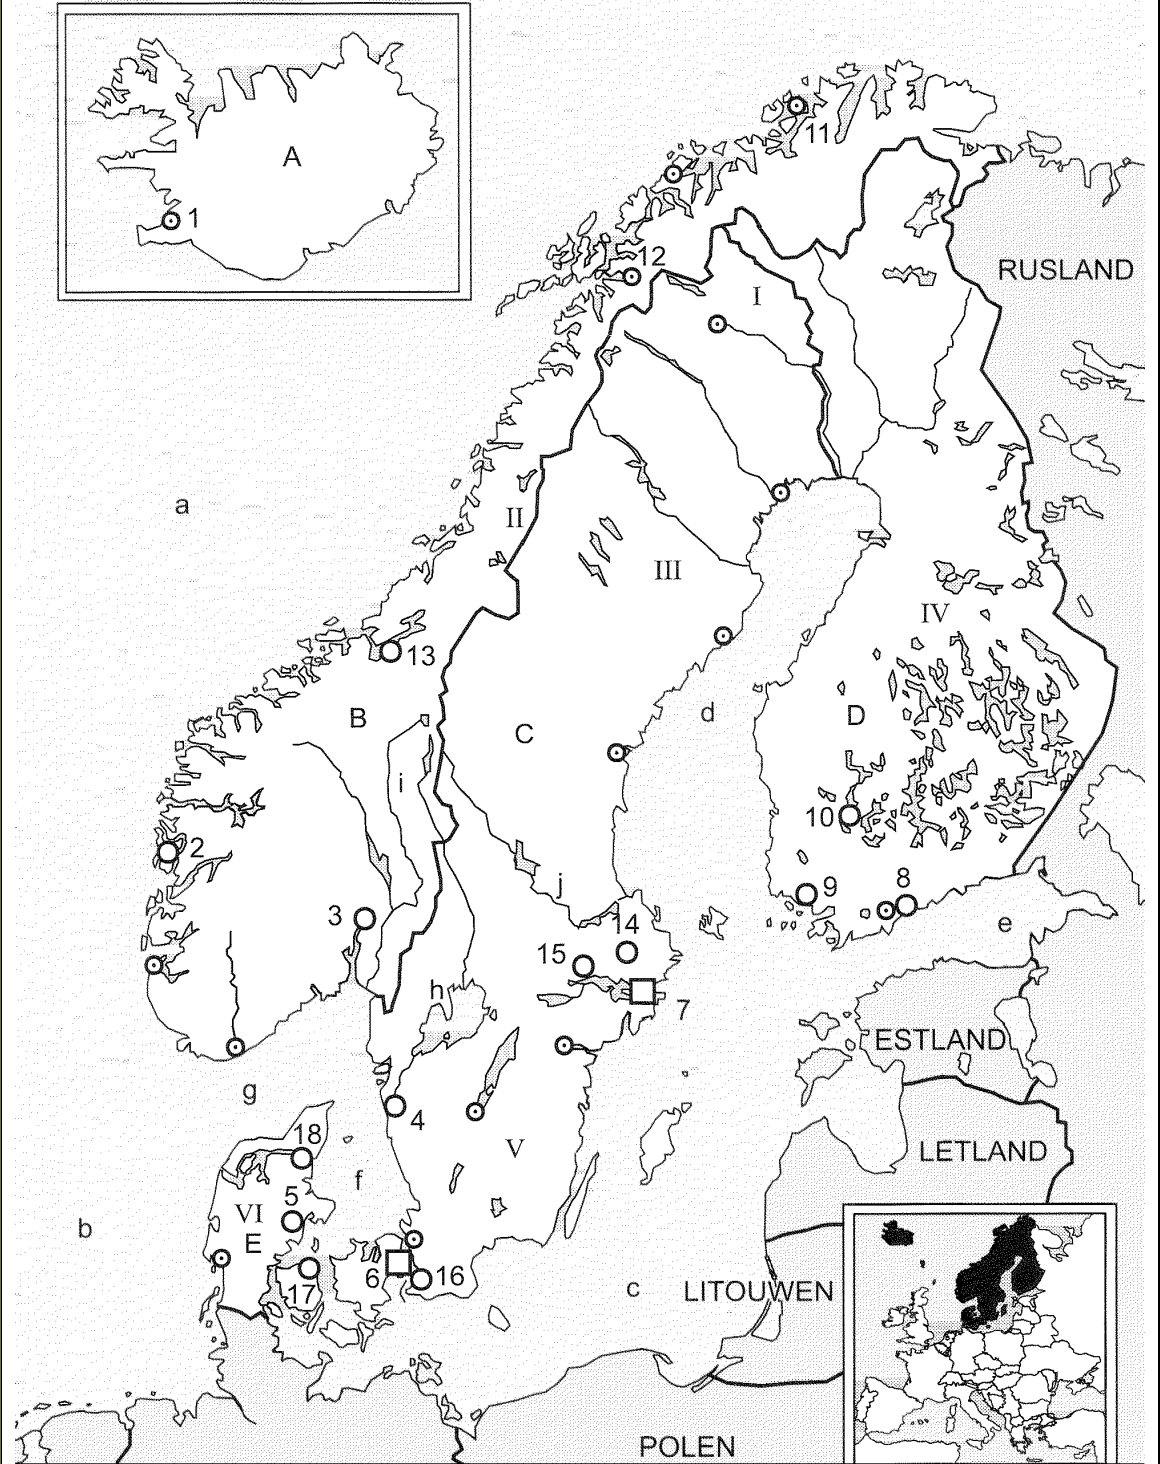 11
A
1
12
RUSLAND
I
a
II
III
IV
13
B
C
d
D
i
10
2
j
8
9
3
14
e
15
h
7
ESTLAND
g
4
18
V
LETLAND
f
5
VI
b
E
6
16
17
c
LITOUWEN
POLEN